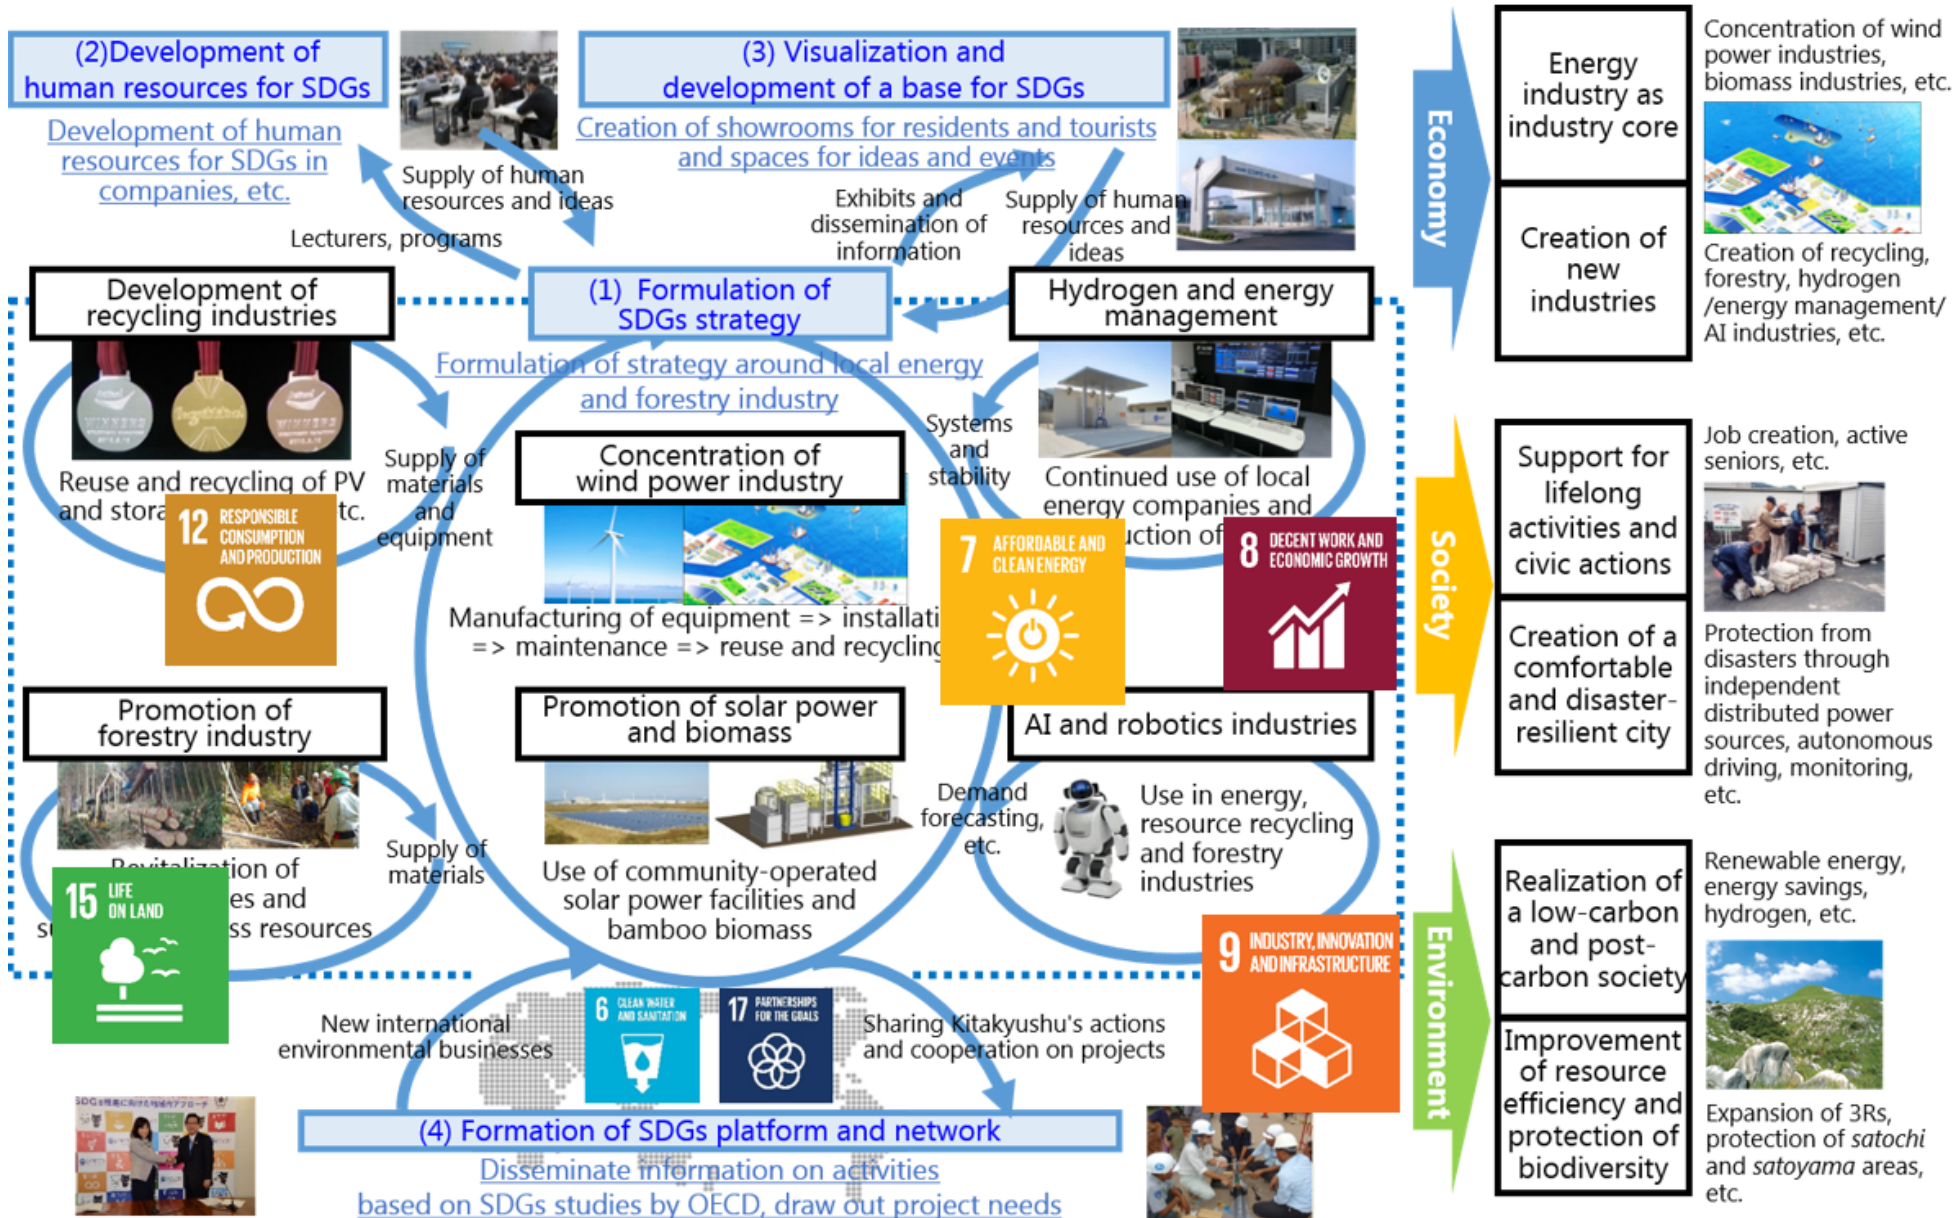 (2)Development of
human resources for SDGs
Development of human
resources for SDGs in
companies, etc.
Supply of human
resources and ideas
Lecturers, programs
(3) Visualization and
development of a base for SDGs
Creation of showrooms for residents and tourists
and spaces for ideas and events
Exhibits and
dissemination of
information
Supply of human
resources and
ideas
(1) Formulation of
SDGs strategy
Formulation of strategy around local energy
and forestry industry
Development of
recycling industries
WINNERS
WINNERS
Reuse and recycling of PV
and stora
tc.
12 RESPONSIBLE
CONSUMPTION
AND PRODUCTION
Supply of
materials
and
equipment
Concentration of
wind power industry
Manufacturing of equipment => installati
=> maintenance => reuse and recycling
Hydrogen and energy
management
Systems
and
stability
Continued use of local
energy companies and
uction of
7 AFFORDABLE AND
CLEAN ENERGY
8 DECENT WORK AND
ECONOMIC GROWTH
Promotion of
forestry industry
Revitalization of
es and
su
ss resources
15 LIFE
ON LAND
Supply of
materials
Promotion of solar power
and biomass
Use of community-operated
solar power facilities and
bamboo biomass
AI and robotics industries
Demand
forecasting,
etc.
Use in energy,
resource recycling
and forestry
industries
9 INDUSTRY, INNOVATION
AND INFRASTRUCTURE
New international
environmental businesses
6 CLEAN WATER
AND SANITATION
17 PARTNERSHIPS
FOR THE GOALS
Sharing Kitakyushu's actions
and cooperation on projects
(4) Formation of SDGs platform and network
Disseminate information on activities
based on SDGs studies by OECD, draw out project needs
Economy
Energy
industry as
industry core
Concentration of wind
power industries,
biomass industries, etc.
Creation of
new
industries
Creation of recycling,
forestry, hydrogen
/energy management/
AI industries, etc.
Society
Support for
lifelong
activities and
civic actions
Job creation, active
seniors, etc.
Creation of a
comfortable
and disaster-
resilient city
Protection from
disasters through
independent
distributed power
sources, autonomous
driving, monitoring,
etc.
Environment
Realization of
a low-carbon
and post-
carbon society
Renewable energy,
energy savings,
hydrogen, etc.
Improvement
of resource
efficiency and
protection of
biodiversity
Expansion of 3Rs,
protection of satochi
and satoyama areas,
etc.